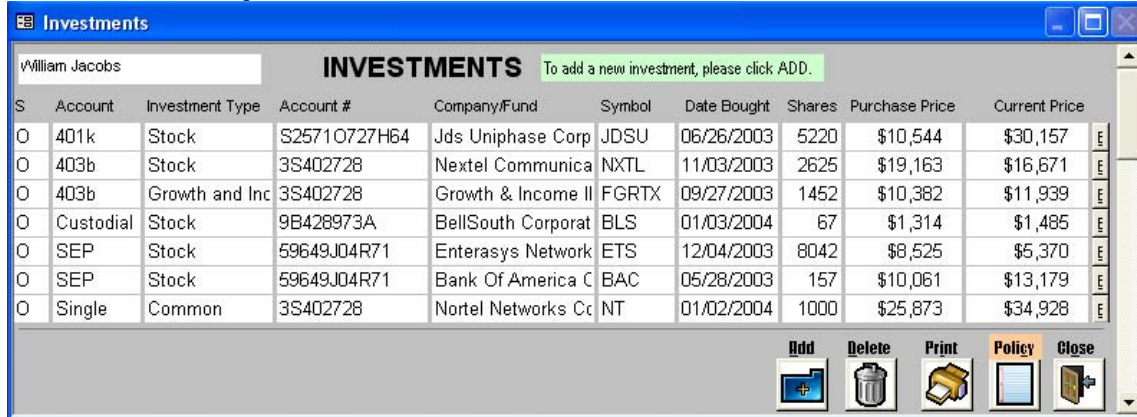 Investments
William Jacobs INVESTMENTS To add a new investment, please click ADD.
S Account Investment Type Account # Company/Fund Symbol Date Bought Shares Purchase Price Current Price
O 401k Stock S25710727H64 Jds Uniphase Corp JDSU 06/26/2003 5220 $10,544 $30,157 E
O 403b Stock 3S402728 Nextel Communica NXTL 11/03/2003 2625 $19,163 $16,671 E
O 403b Growth and Inc 3S402728 Growth & Income II FGRTX 09/27/2003 1452 $10,382 $11,939 E
O Custodial Stock 9B428973A BellSouth Corporat BLS 01/03/2004 67 $1,314 $1,485 E
O SEP Stock 59649J04R71 Enterasys Network ETS 12/04/2003 8042 $8,525 $5,370 E
O SEP Stock 59649J04R71 Bank Of America C BAC 05/28/2003 157 $10,061 $13,179 E
O Single Common 3S402728 Nortel Networks Co NT 01/02/2004 1000 $25,873 $34,928 E
Add Delete Print Policy Close